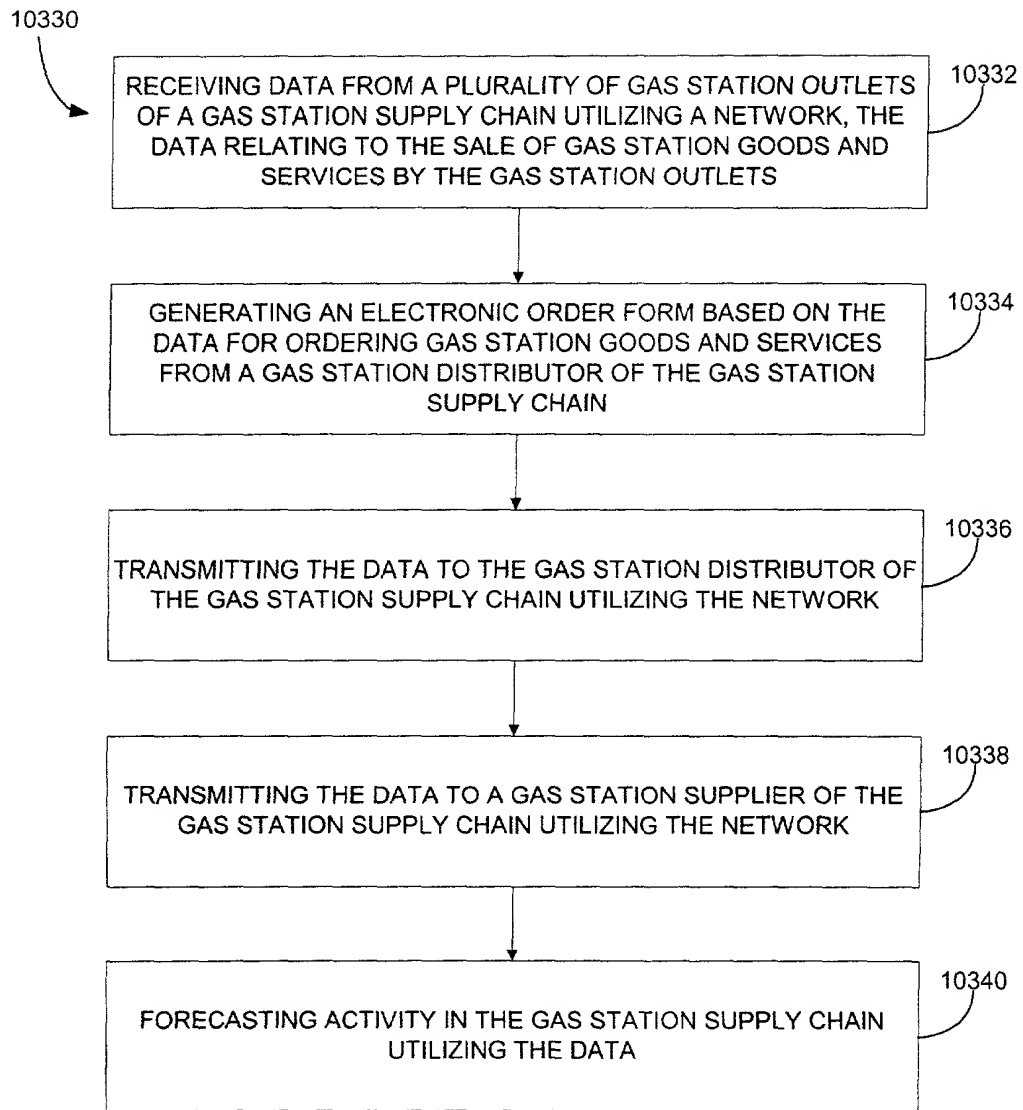 10330
RECEIVING DATA FROM A PLURALITY OF GAS STATION OUTLETS
OF A GAS STATION SUPPLY CHAIN UTILIZING A NETWORK, THE
DATA RELATING TO THE SALE OF GAS STATION GOODS AND
SERVICES BY THE GAS STATION OUTLETS
10332
GENERATING AN ELECTRONIC ORDER FORM BASED ON THE
DATA FOR ORDERING GAS STATION GOODS AND SERVICES
FROM A GAS STATION DISTRIBUTOR OF THE GAS STATION
SUPPLY CHAIN
10334
TRANSMITTING THE DATA TO THE GAS STATION DISTRIBUTOR OF
THE GAS STATION SUPPLY CHAIN UTILIZING THE NETWORK
10336
TRANSMITTING THE DATA TO A GAS STATION SUPPLIER OF THE
GAS STATION SUPPLY CHAIN UTILIZING THE NETWORK
10338
FORECASTING ACTIVITY IN THE GAS STATION SUPPLY CHAIN
UTILIZING THE DATA
10340